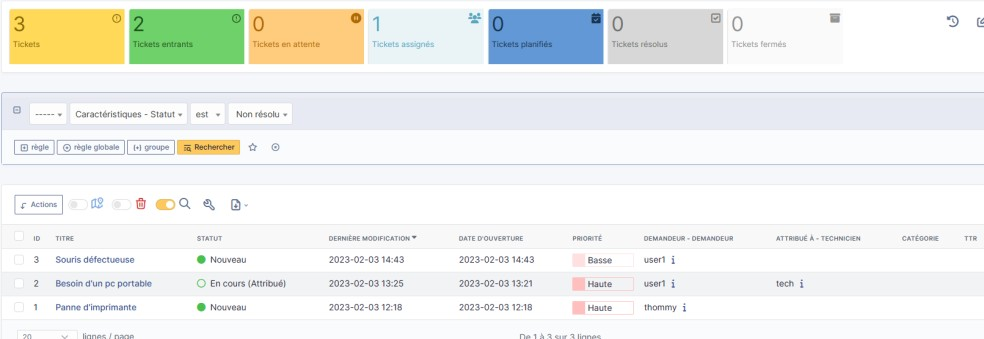 3 2 0 1 0 0 0
Tickets Tickets entrants Tickets en attente Tickets assignés Tickets planifiés Tickets résolus Tickets fermés
----- Caractéristiques - Statut est Non résolu
règle règle globale (+) groupe Rechercher
Actions
ID TITRE STATUT DERNIÈRE MODIFICATION DATE D'OUVERTURE PRIORITÉ DEMANDEUR - DEMANDEUR ATTRIBUÉ À - TECHNICIEN CATÉGORIE TTR
3 Souris défectueuse Nouveau 2023-02-03 14:43 2023-02-03 14:43 Basse user1 i
2 Besoin d'un pc portable En cours (Attribué) 2023-02-03 13:25 2023-02-03 13:21 Haute user1 i tech i
1 Panne d'imprimante Nouveau 2023-02-03 12:18 2023-02-03 12:18 Haute thommy i
20 lignes / page De 1 à 3 sur 3 lignes